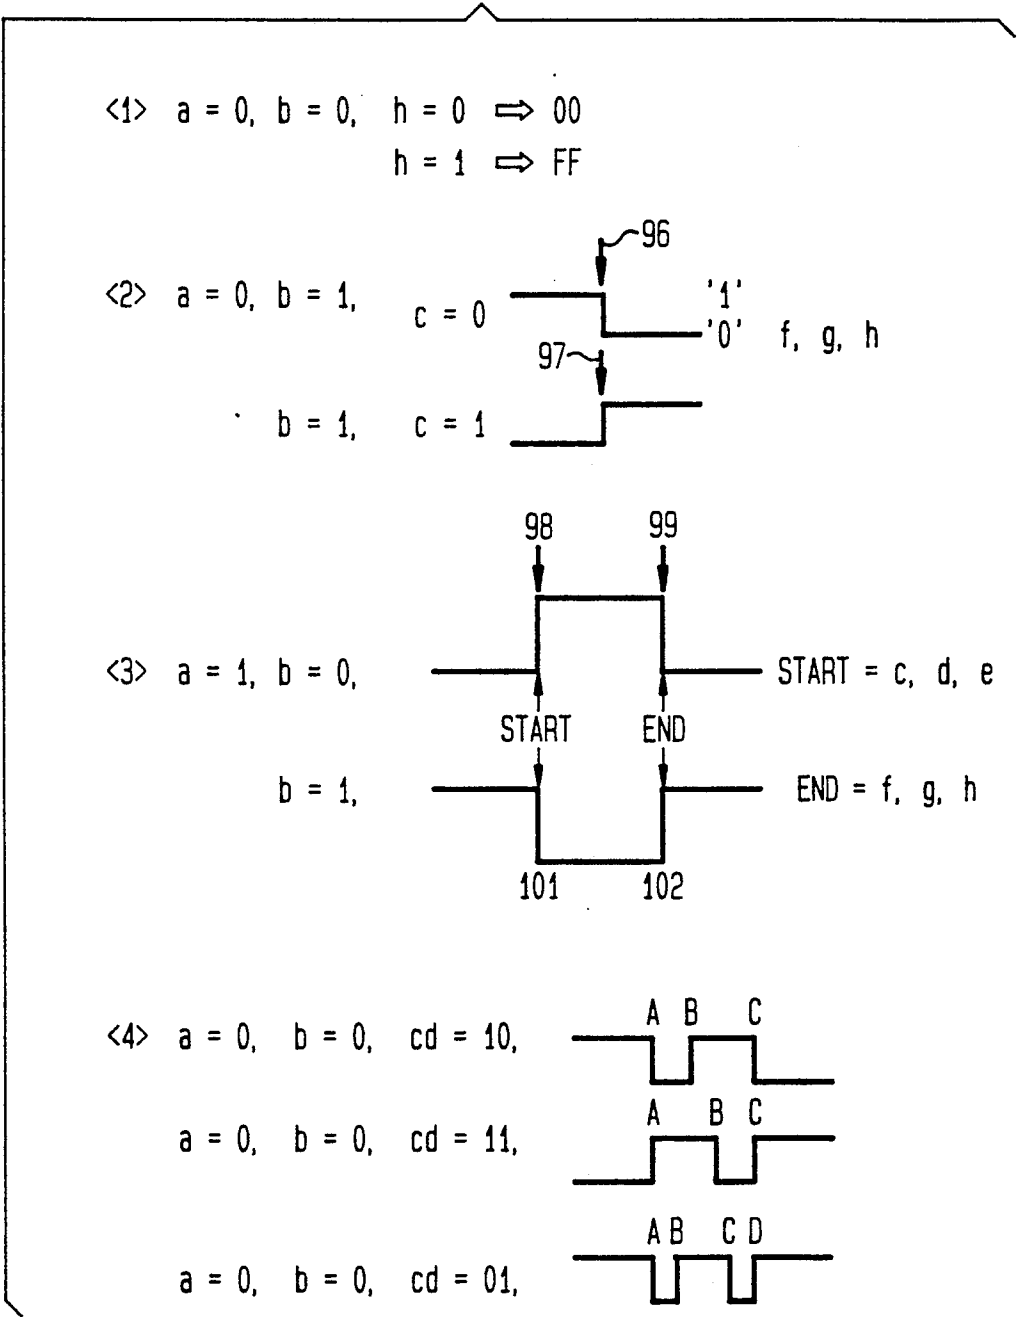 <1> a = 0, b = 0, h = 0 ⇨ 00
h = 1 ⇨ FF
96
<2> a = 0, b = 1, c = 0 '1'
'0' f, g, h
97
b = 1, c = 1
98 99
<3> a = 1, b = 0, START = c, d, e
START END
b = 1, END = f, g, h
101 102
A B C
<4> a = 0, b = 0, cd = 10,
A B C
a = 0, b = 0, cd = 11,
A B C D
a = 0, b = 0, cd = 01,